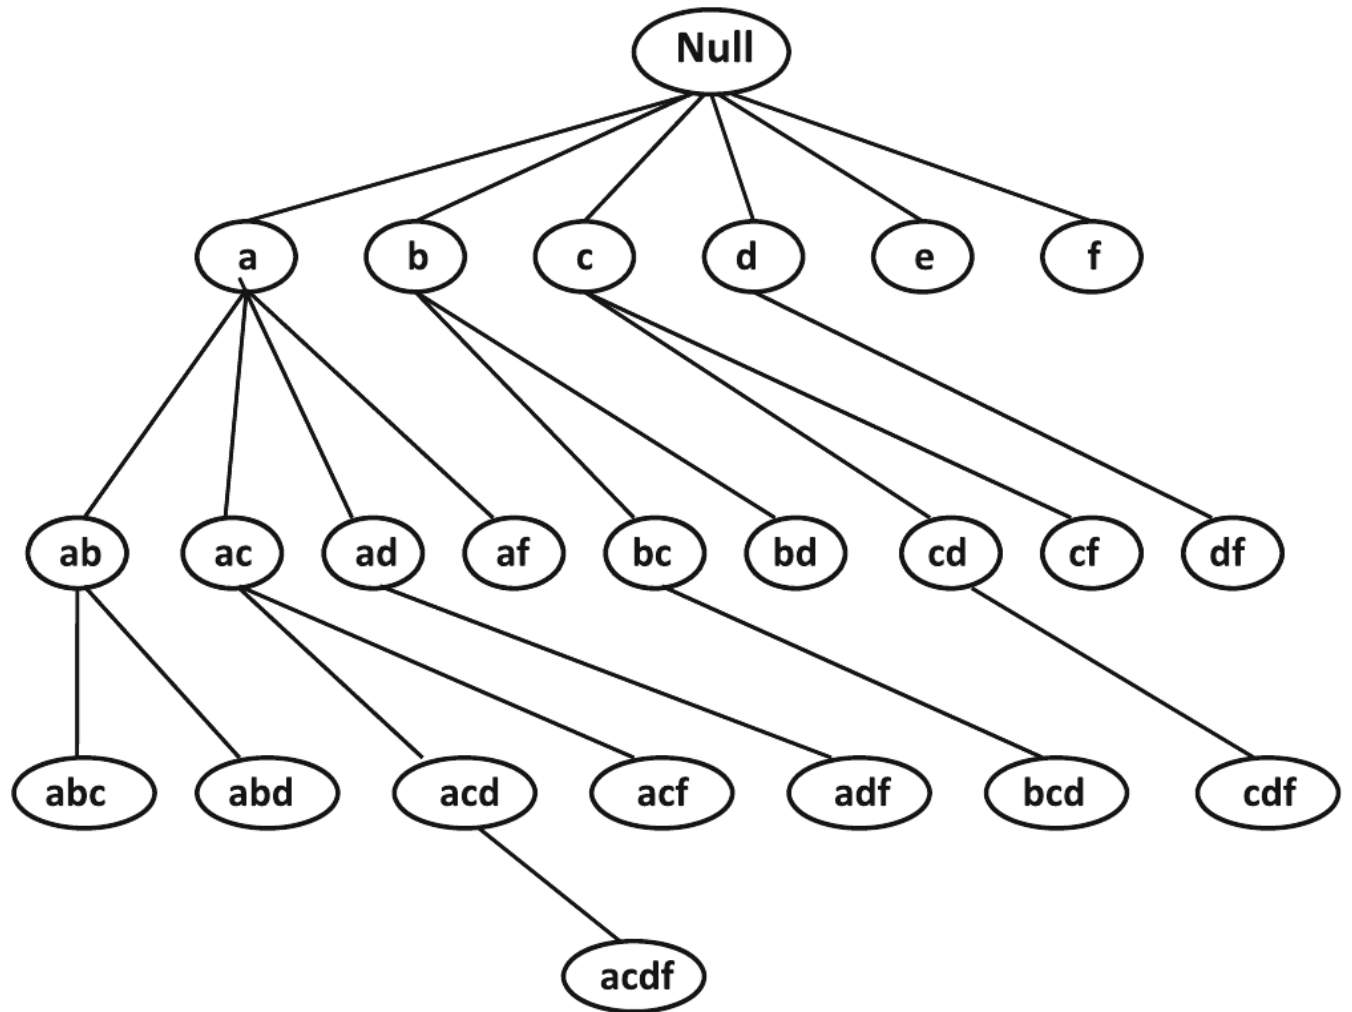 Null
a b c d e f
ab ac ad af bc bd cd cf df
abc abd acd acf adf bcd cdf
acdf